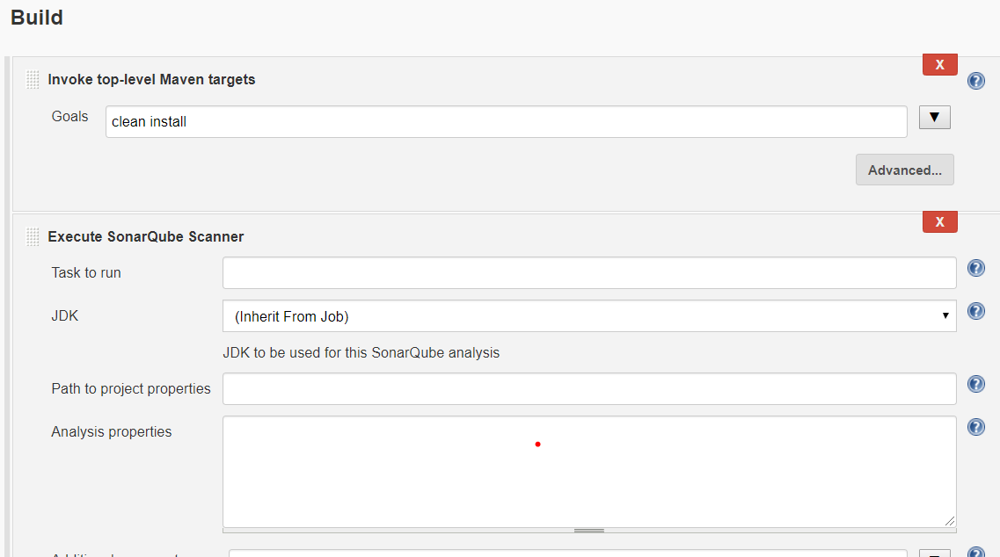 Build
Invoke top-level Maven targets
X
Goals
clean install
▼
Advanced...
Execute SonarQube Scanner
X
Task to run
JDK
(Inherit From Job)
JDK to be used for this SonarQube analysis
Path to project properties
Analysis properties